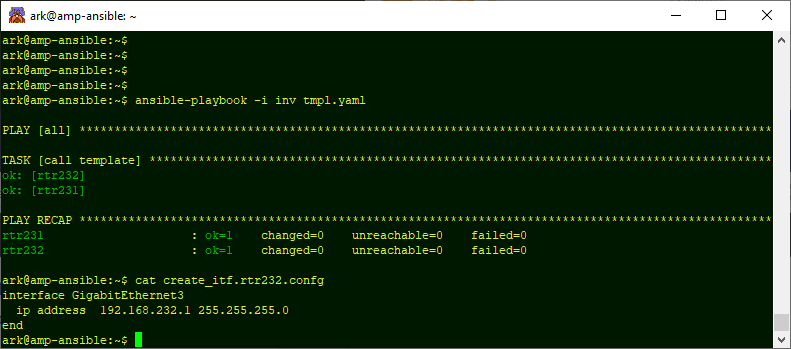 ark@amp-ansible: ~
ark@amp-ansible:~$
ark@amp-ansible:~$
ark@amp-ansible:~$
ark@amp-ansible:~$
ark@amp-ansible:~$ ansible-playbook -i inv tmpl.yaml
PLAY [all] ***************************************************************************************************
TASK [call template] *****************************************************************************************
ok: [rtr232]
ok: [rtr231]
PLAY RECAP ***************************************************************************************************
rtr231                     : ok=1    changed=0    unreachable=0    failed=0
rtr232                     : ok=1    changed=0    unreachable=0    failed=0
ark@amp-ansible:~$ cat create_itf.rtr232.confg
interface GigabitEthernet3
  ip address  192.168.232.1 255.255.255.0
end
ark@amp-ansible:~$